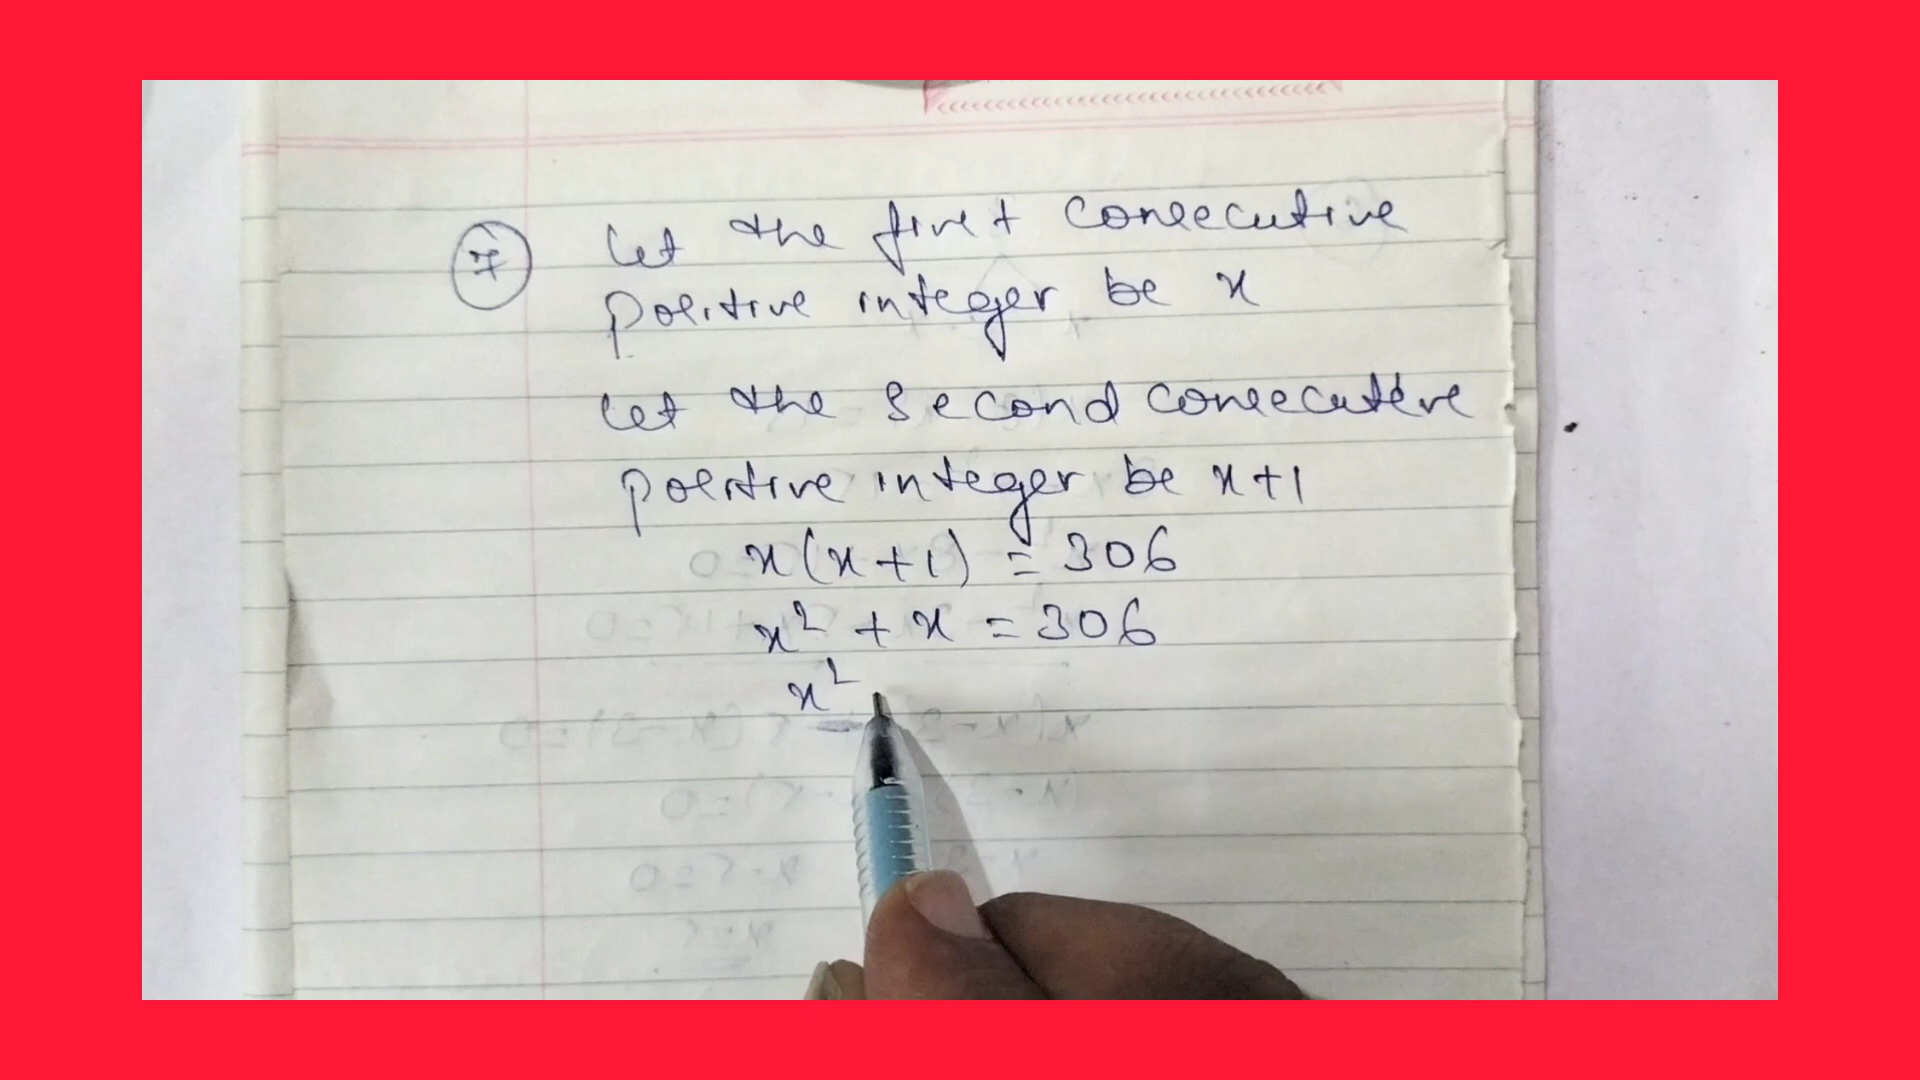 7 Let the first consecutive
positive integer be x
Let the second consecutive
positive integer be x+1
x(x+1) = 306
x² + x = 306
x²